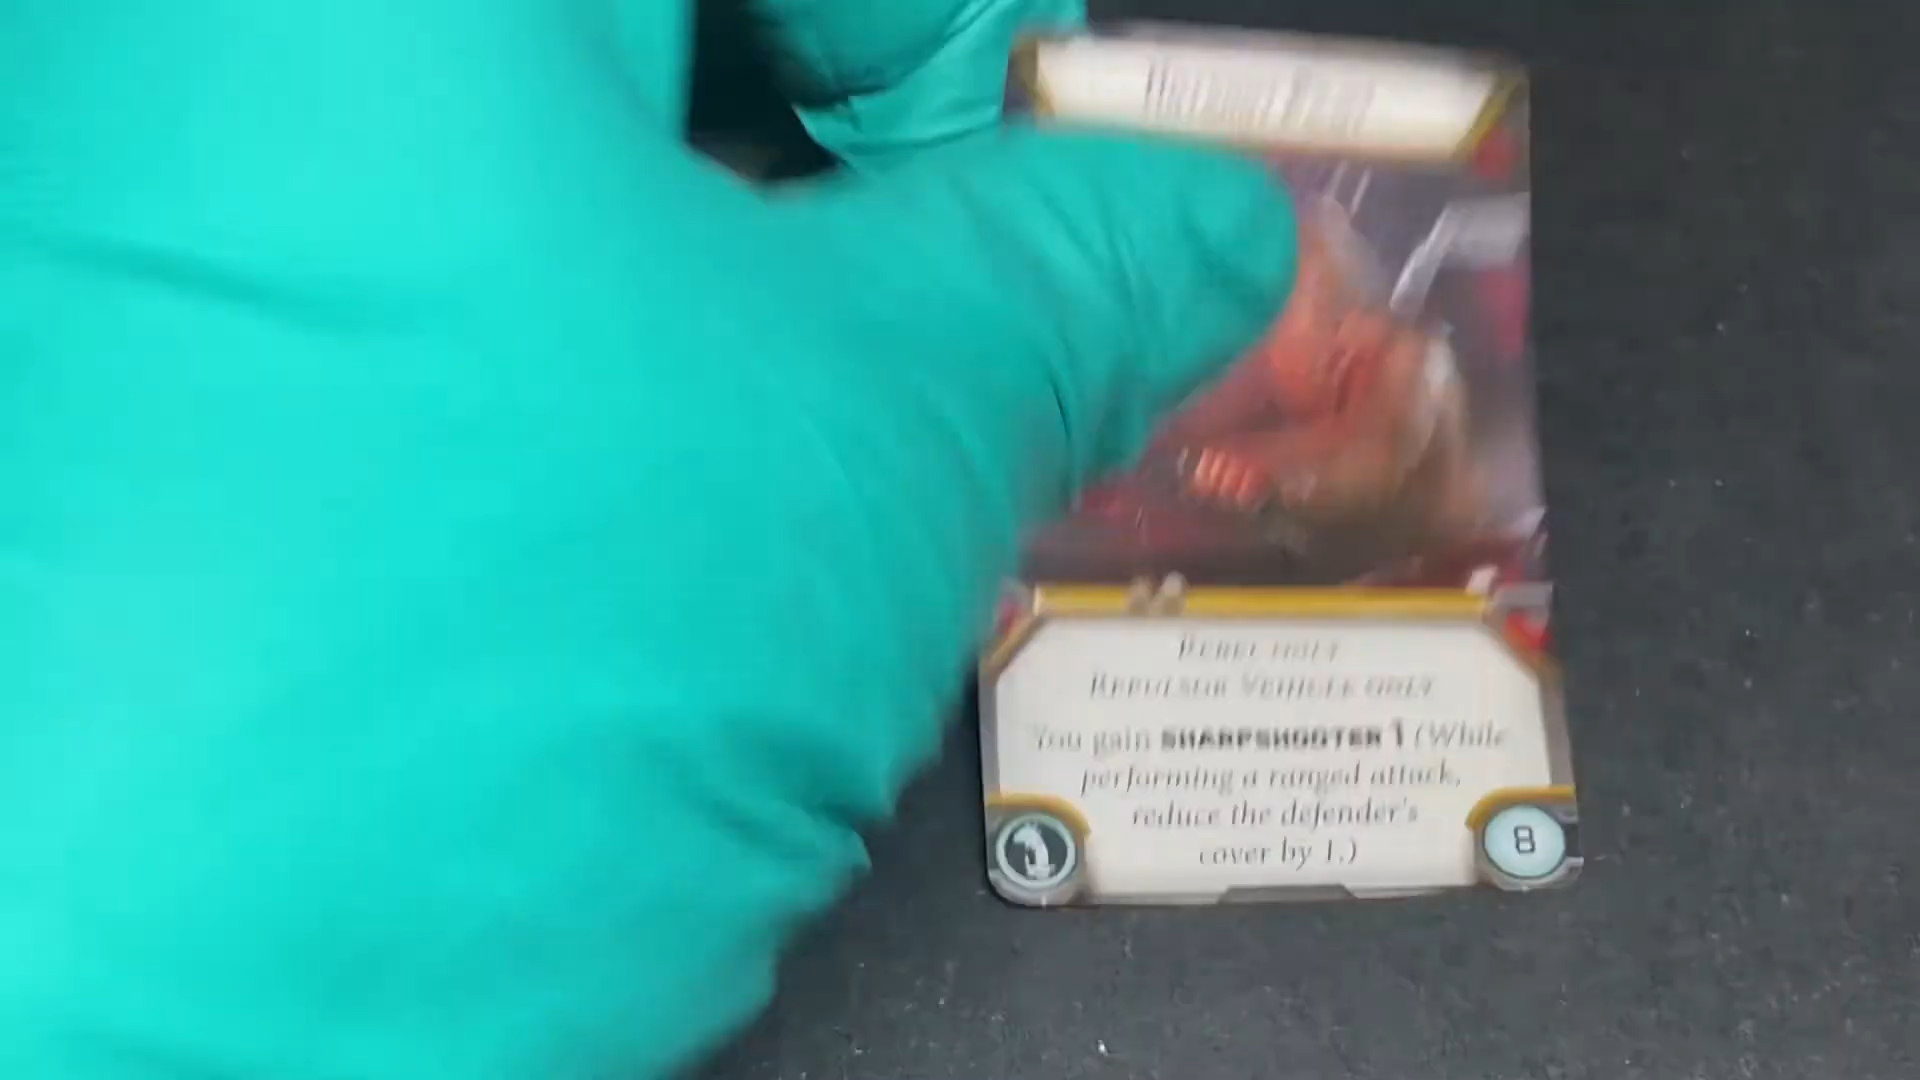 REBEL ONLY
REPULSOR VEHICLE ONLY
You gain SHARPSHOOTER 1 (While
performing a ranged attack,
reduce the defender's
cover by 1.)
8